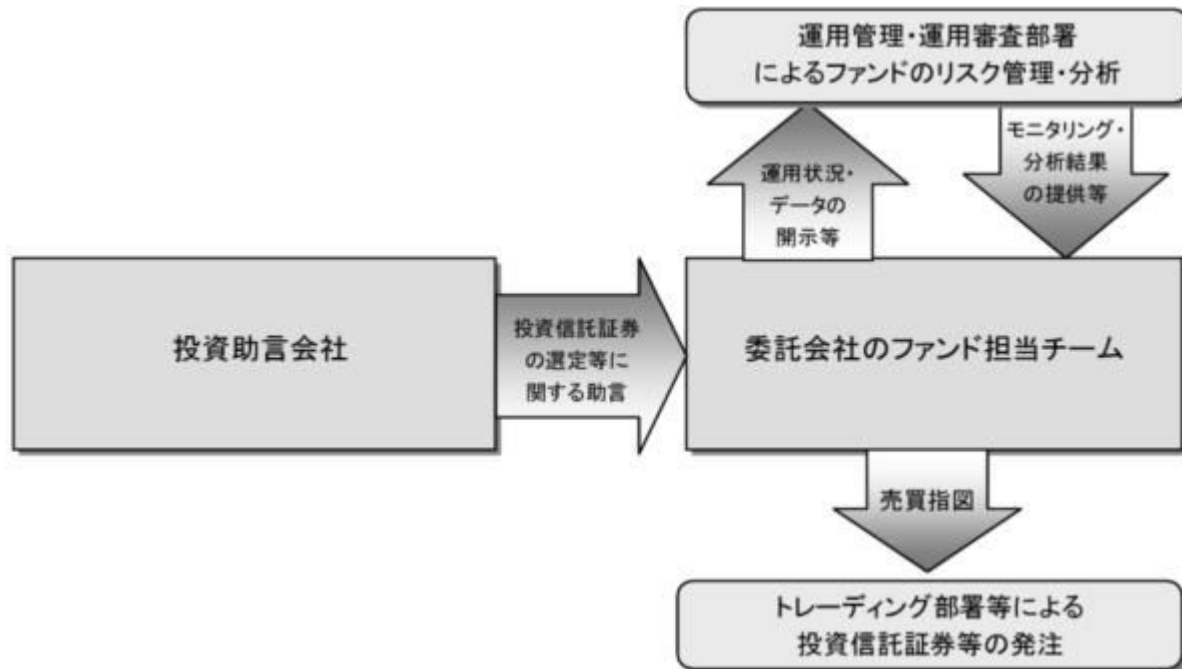 運用管理・運用審査部署
によるファンドのリスク管理・分析
運用状況・
データの
開示等
モニタリング・
分析結果
の提供等
投資助言会社
投資信託証券
の選定等に
関する助言
委託会社のファンド担当チーム
売買指図
トレーディング部署等による
投資信託証券等の発注